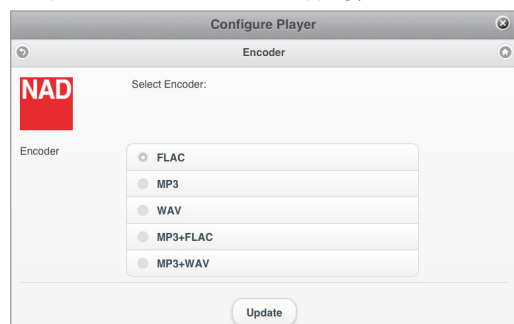 Configure Player
Encoder
NAD
Select Encoder:
Encoder
FLAC
MP3
WAV
MP3+FLAC
MP3+WAV
Update